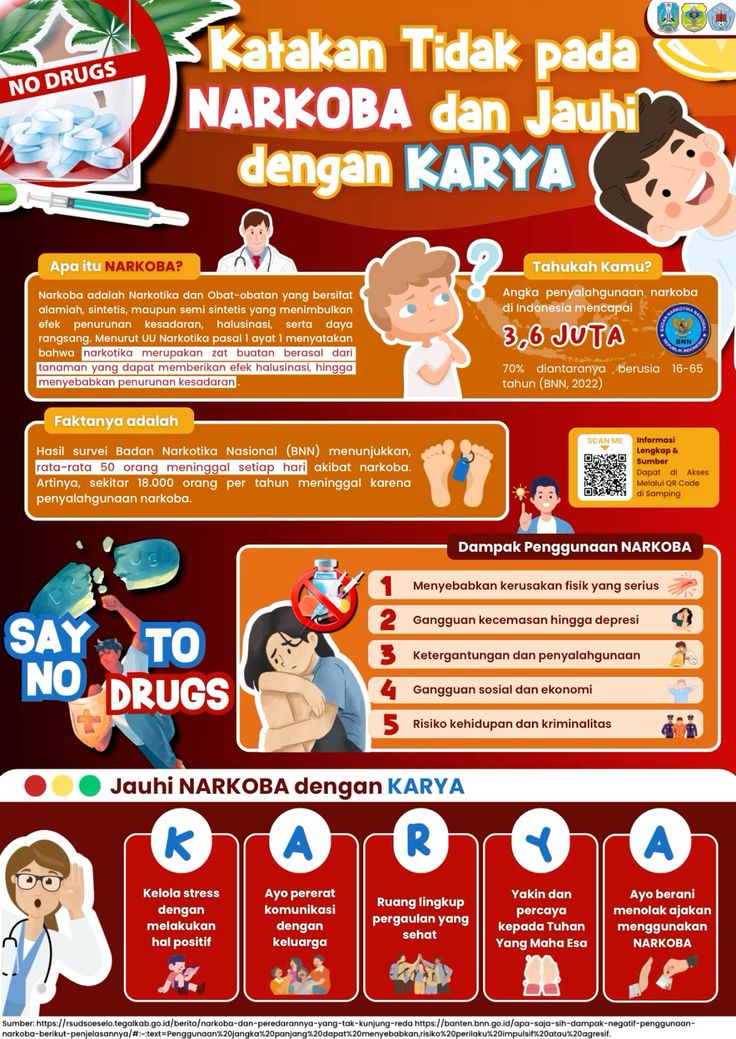 NO DRUGS
Katakan Tidak pada
NARKOBA dan Jauhi
dengan KARYA
Apa itu NARKOBA?
Narkoba adalah Narkotika dan Obat-obatan yang bersifat
alamiah, sintetis, maupun semi sintetis yang menimbulkan
efek penurunan kesadaran, halusinasi, serta daya
rangsang. Menurut UU Narkotika pasal 1 ayat 1 menyatakan
bahwa narkotika merupakan zat buatan berasal dari
tanaman yang dapat memberikan efek halusinasi, hingga
menyebabkan penurunan kesadaran.
?
Tahukah Kamu?
Angka penyalahgunaan narkoba
di Indonesia mencapai
3,6 JUTA
BADAN NARKOTIKA NASIONAL
BNN
REPUBLIK INDONESIA
70% diantaranya berusia 16-65
tahun (BNN, 2022)
Faktanya adalah
Hasil survei Badan Narkotika Nasional (BNN) menunjukkan,
rata-rata 50 orang meninggal setiap hari akibat narkoba.
Artinya, sekitar 18.000 orang per tahun meninggal karena
penyalahgunaan narkoba.
SCAN ME
Informasi
Lengkap &
Sumber
Dapat di Akses
Melalui QR Code
di Samping
DRUGS
SAY
NO
TO
DRUGS
Dampak Penggunaan NARKOBA
1 Menyebabkan kerusakan fisik yang serius
2 Gangguan kecemasan hingga depresi
3 Ketergantungan dan penyalahgunaan
4 Gangguan sosial dan ekonomi
5 Risiko kehidupan dan kriminalitas
Jauhi NARKOBA dengan KARYA
K
Kelola stress
dengan
melakukan
hal positif
A
Ayo pererat
komunikasi
dengan
keluarga
R
Ruang lingkup
pergaulan yang
sehat
Y
Yakin dan
percaya
kepada Tuhan
Yang Maha Esa
A
Ayo berani
menolak ajakan
menggunakan
NARKOBA
Sumber: https://rsudsoeselo.tegalkab.go.id/berita/narkoba-dan-peredarannya-yang-tak-kunjung-reda https://banten.bnn.go.id/apa-saja-sih-dampak-negatif-penggunaan-
narkoba-berikut-penjelasannya/#:~:text=Penggunaan%20jangka%20panjang%20dapat%20menyebabkan,risiko%20perilaku%20impulsif%20atau%20agresif.